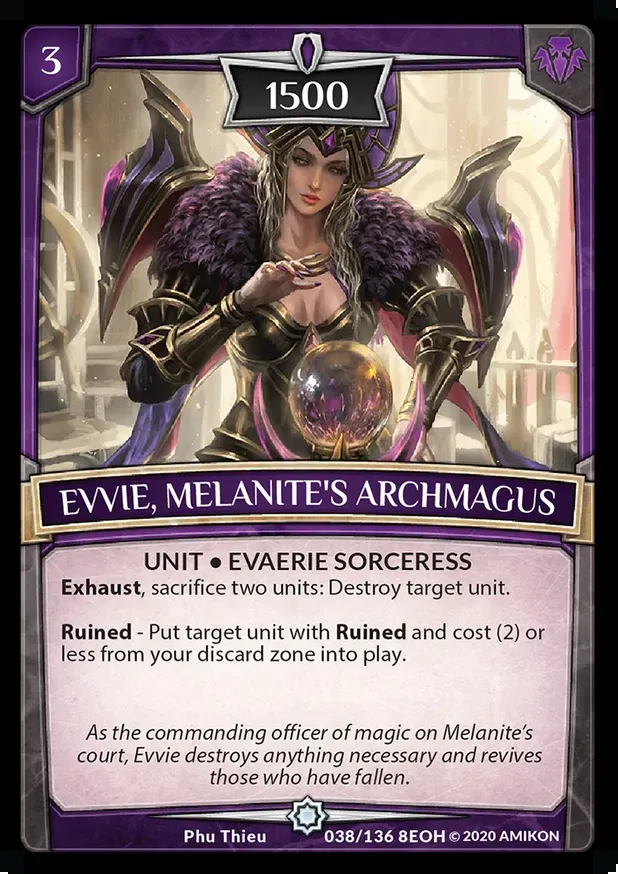 3
1500
EVVIE, MELANITE'S ARCHMAGUS
UNIT • EVAERIE SORCERESS
Exhaust, sacrifice two units: Destroy target unit.
Ruined - Put target unit with Ruined and cost (2) or
less from your discard zone into play.
As the commanding officer of magic on Melanite's
court, Evvie destroys anything necessary and revives
those who have fallen.
Phu Thieu 038/136 8EOH © 2020 AMIKON